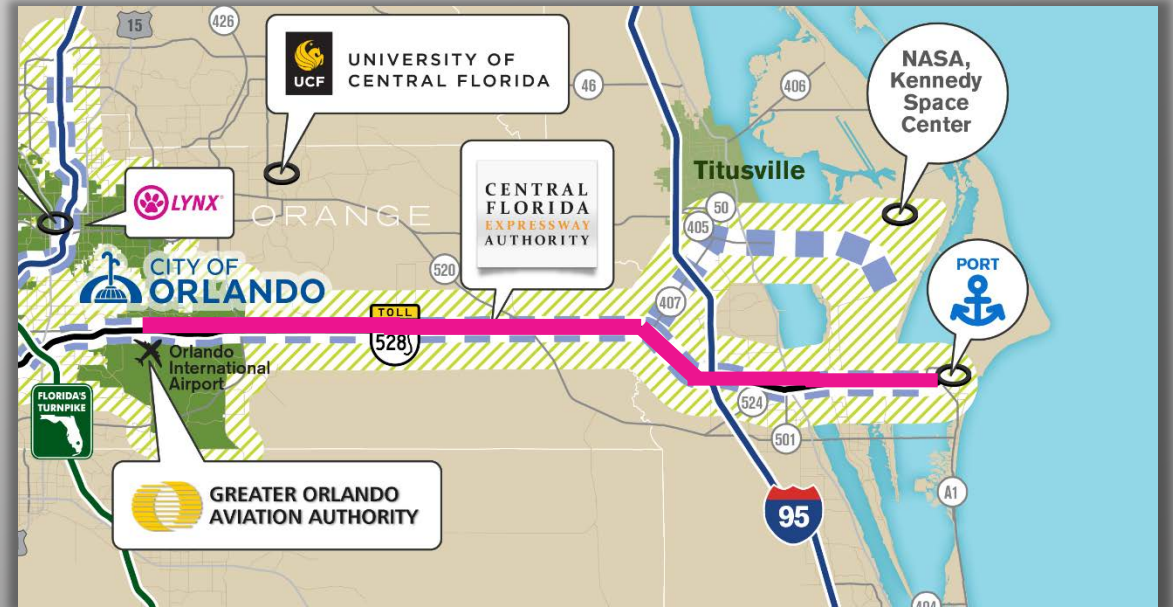 15
426
UCF
UNIVERSITY OF
CENTRAL FLORIDA
46
406
NASA,
Kennedy
Space
Center
Titusville
LYNX
ORANGE
CENTRAL
FLORIDA
EXPRESSWAY
AUTHORITY
50
405
520
CITY OF
ORLANDO
407
PORT
TOLL
528
Orlando
International
Airport
FLORIDA'S
TURNPIKE
524
501
GREATER ORLANDO
AVIATION AUTHORITY
95
A1